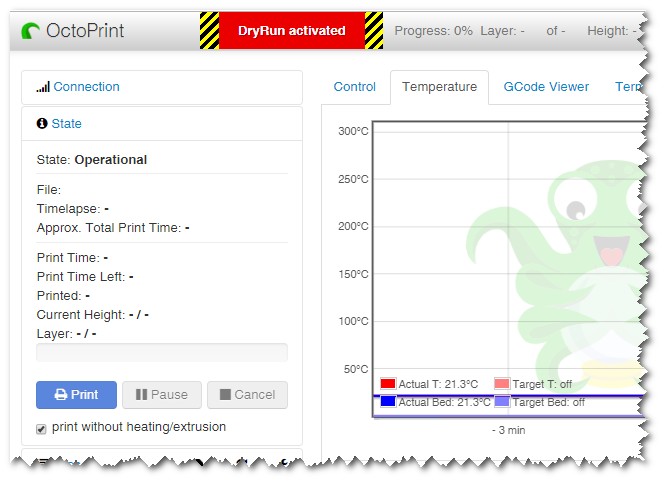 OctoPrint
DryRun activated
Progress: 0% Layer: - of - Height: -
Connection
State
State: Operational
File:
Timelapse: -
Approx. Total Print Time: -
Print Time: -
Print Time Left: -
Printed: -
Current Height: - / -
Layer: - / -
Print
Pause
Cancel
print without heating/extrusion
Control
Temperature
GCode Viewer
300°C
250°C
200°C
150°C
100°C
50°C
Actual T: 21.3°C Target T: off
Actual Bed: 21.3°C Target Bed: off
- 3 min